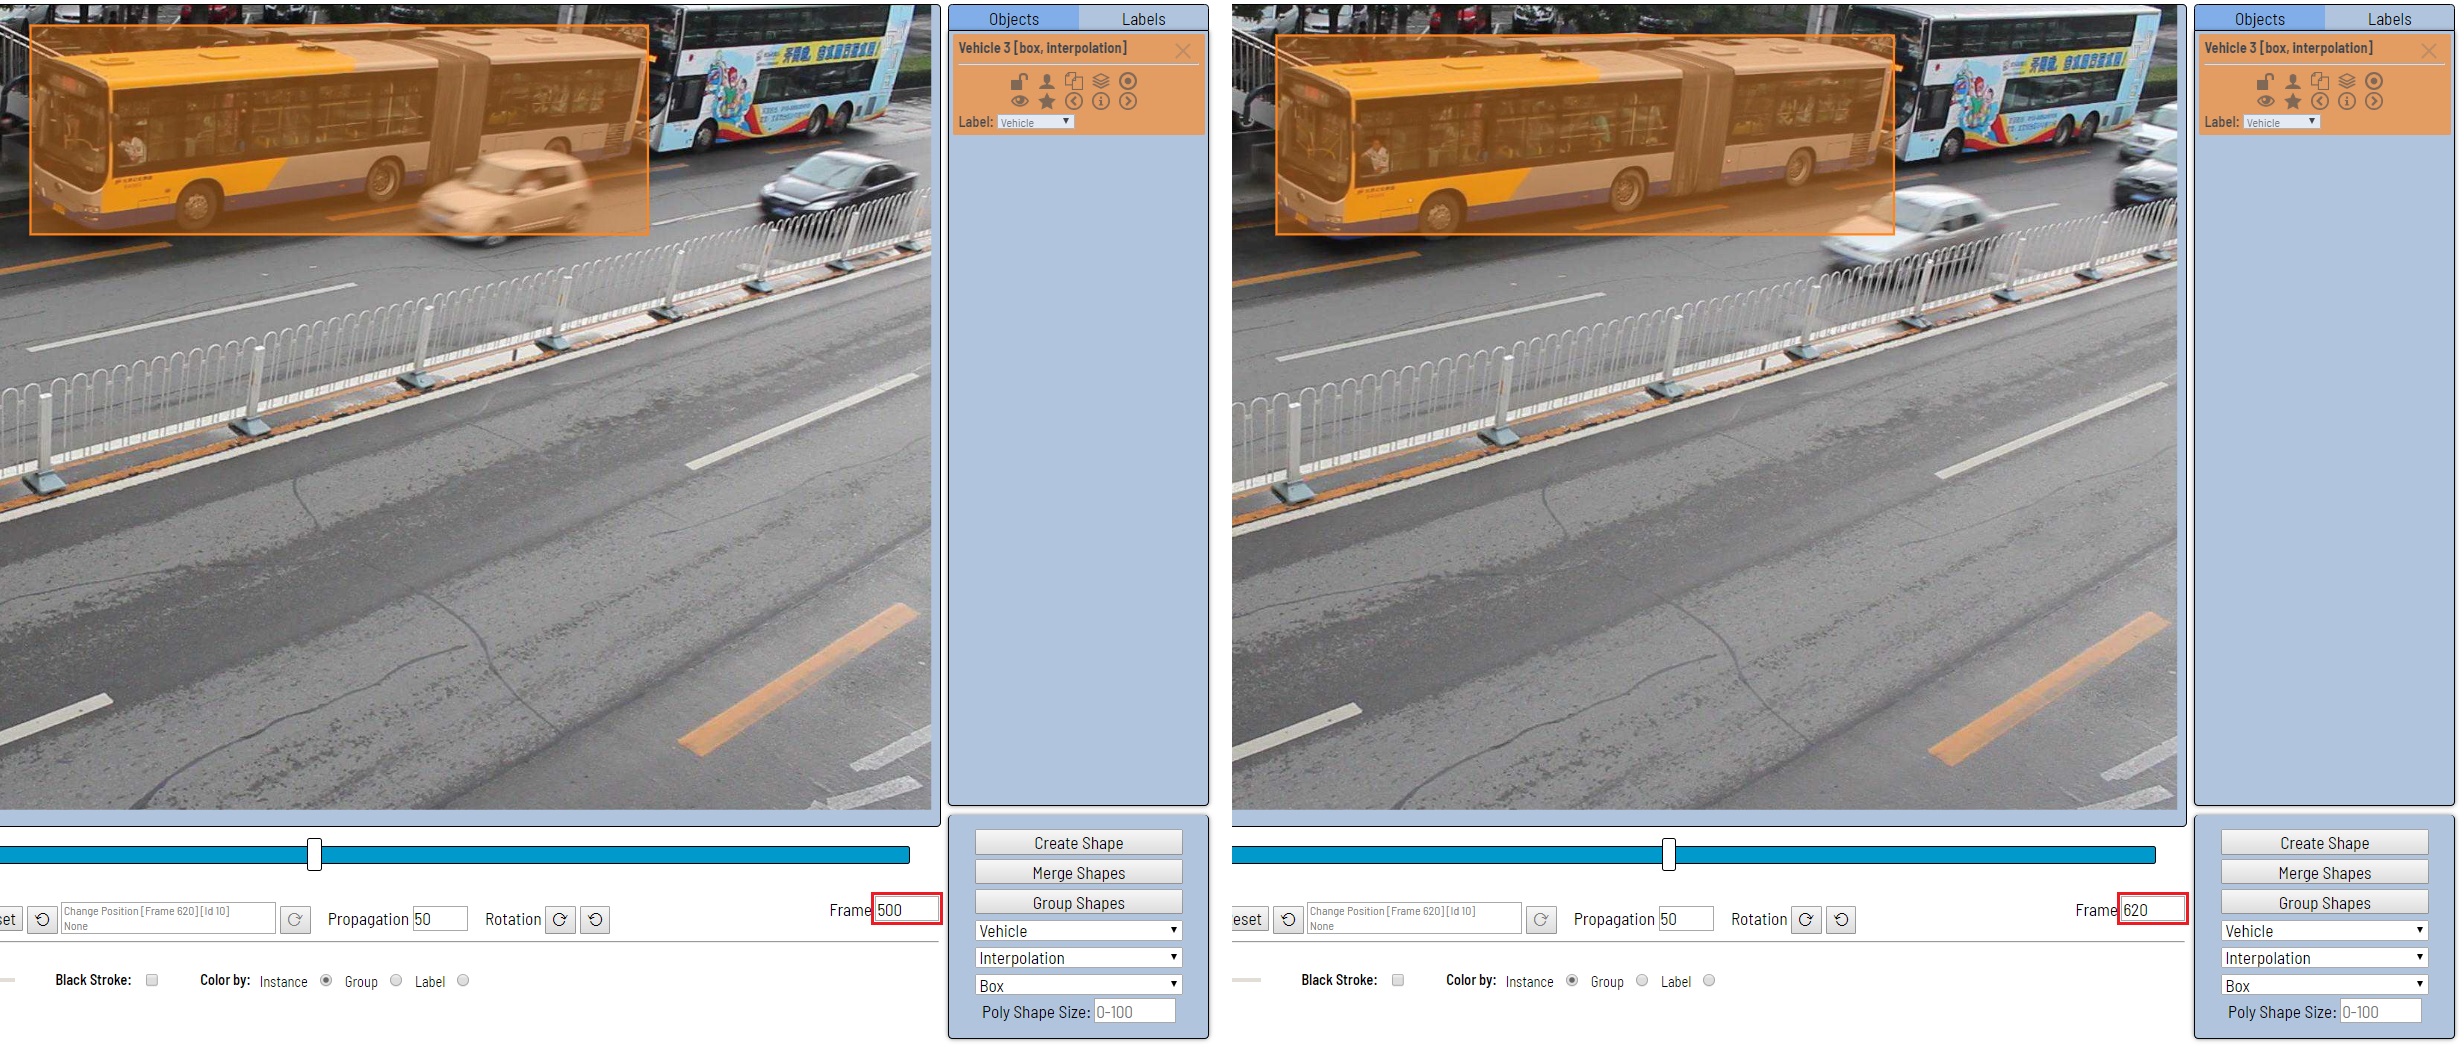 Objects
Labels
Vehicle 3 [box, interpolation]
Label: Vehicle
Create Shape
Merge Shapes
Group Shapes
Vehicle
Interpolation
Box
Poly Shape Size: 0-100
set
Change Position [Frame 620] [Id 10]
None
Propagation 50
Rotation
Frame 500
Black Stroke:
Color by: Instance Group Label
Objects
Labels
Vehicle 3 [box, interpolation]
Label: Vehicle
Create Shape
Merge Shapes
Group Shapes
Vehicle
Interpolation
Box
Poly Shape Size: 0-100
eset
Change Position [Frame 620] [Id 10]
None
Propagation 50
Rotation
Frame 620
Black Stroke:
Color by: Instance Group Label